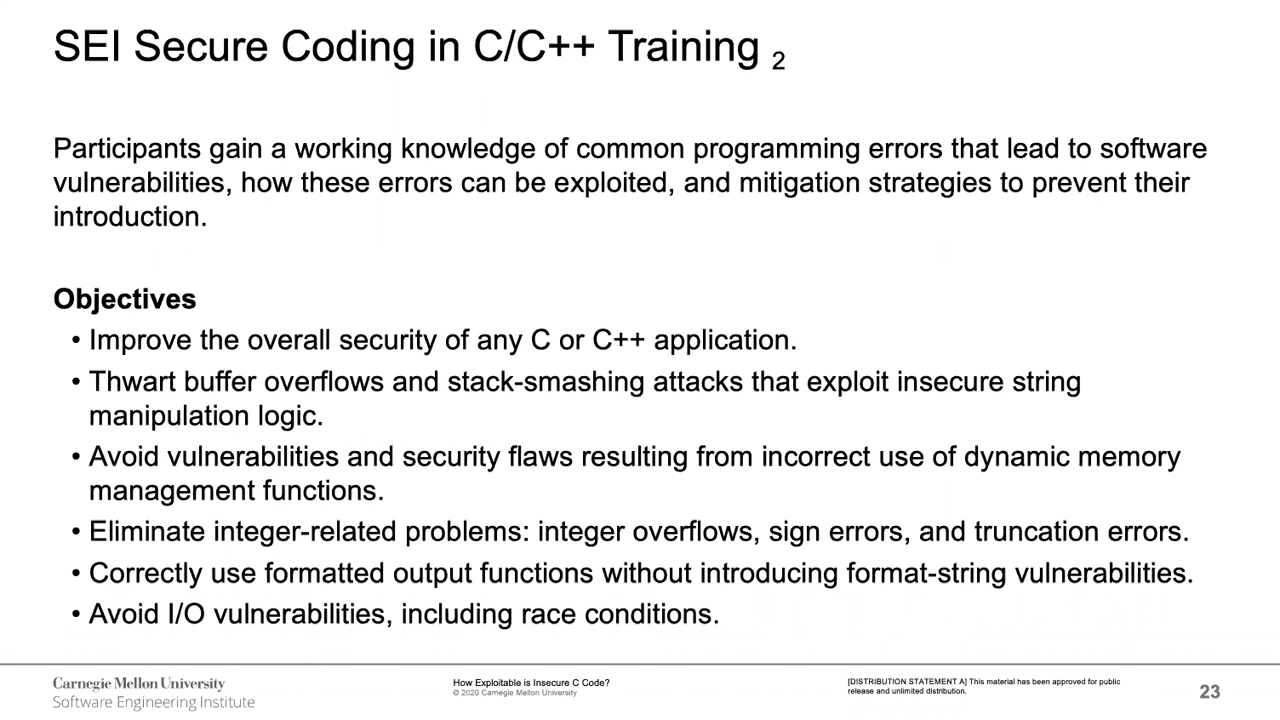 SEI Secure Coding in C/C++ Training 2
Participants gain a working knowledge of common programming errors that lead to software
vulnerabilities, how these errors can be exploited, and mitigation strategies to prevent their
introduction.
Objectives
• Improve the overall security of any C or C++ application.
• Thwart buffer overflows and stack-smashing attacks that exploit insecure string
manipulation logic.
• Avoid vulnerabilities and security flaws resulting from incorrect use of dynamic memory
management functions.
• Eliminate integer-related problems: integer overflows, sign errors, and truncation errors.
• Correctly use formatted output functions without introducing format-string vulnerabilities.
• Avoid I/O vulnerabilities, including race conditions.
Carnegie Mellon University
Software Engineering Institute
How Exploitable is Insecure C Code?
© 2020 Carnegie Mellon University
[DISTRIBUTION STATEMENT A] This material has been approved for public
release and unlimited distribution.
23